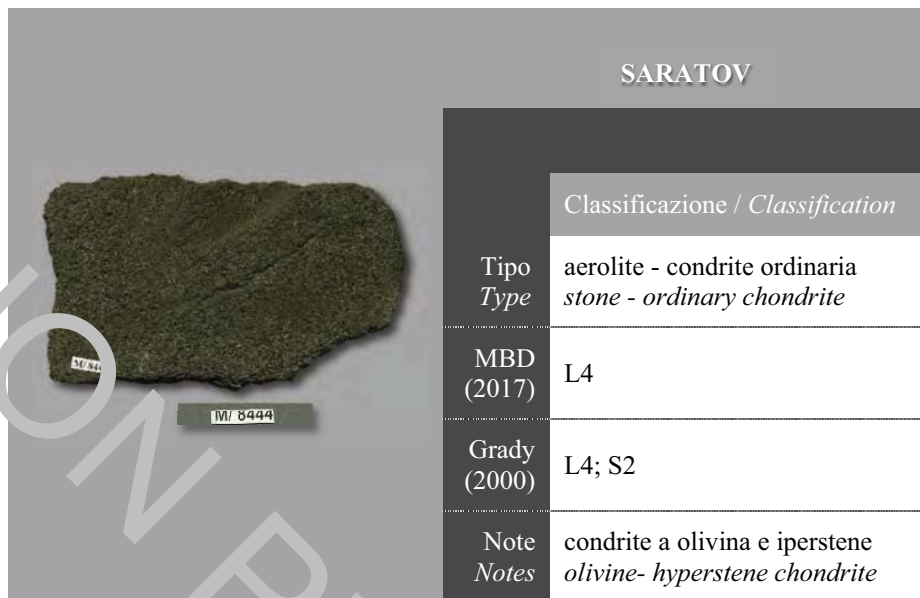 SARATOV
Classificazione / Classification
Tipo
Type
aerolite - condrite ordinaria
stone - ordinary chondrite
MBD
(2017)
L4
Grady
(2000)
L4; S2
Note
Notes
condrite a olivina e iperstene
olivine- hyperstene chondrite
M/ 8444